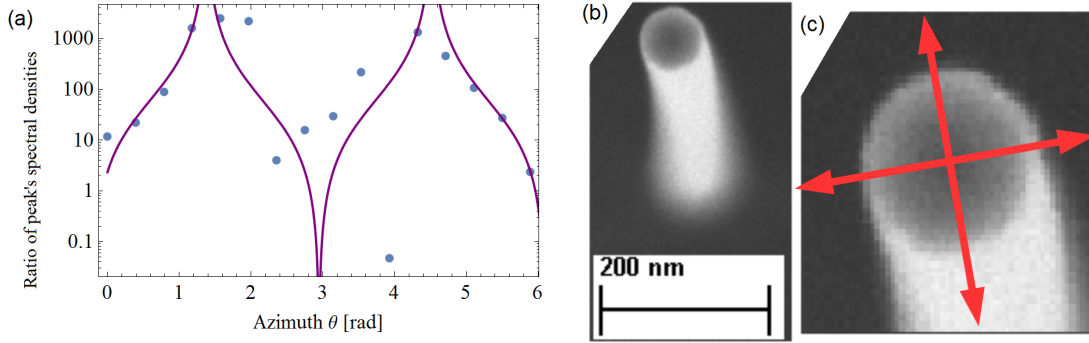 (a)
Ratio of peak's spectral densities
1000
100
10
1
0.1
0 1 2 3 4 5 6
Azimuth θ [rad]
(b)
200 nm
(c)